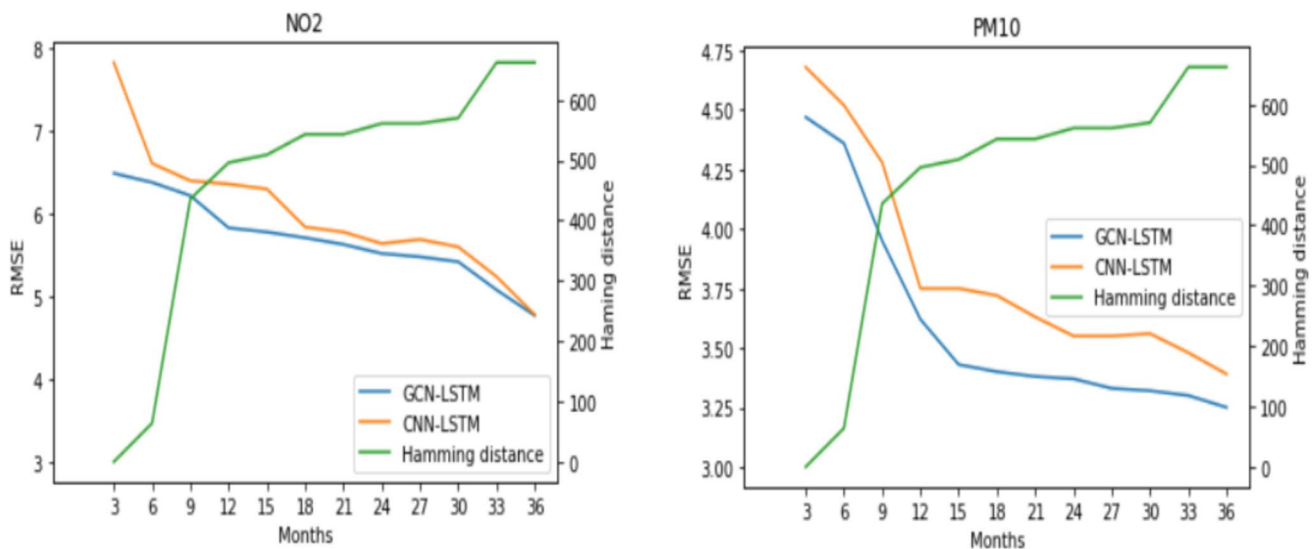 NO2
8
7
6
5
4
3
RMSE
600
500
400
300
200
100
0
Haming distance
GCN-LSTM
CNN-LSTM
Hamming distance
3 6 9 12 15 18 21 24 27 30 33 36
Months
PM10
4.75
4.50
4.25
4.00
3.75
3.50
3.25
3.00
RMSE
600
500
400
300
200
100
0
Hamming distance
GCN-LSTM
CNN-LSTM
Hamming distance
3 6 9 12 15 18 21 24 27 30 33 36
Months